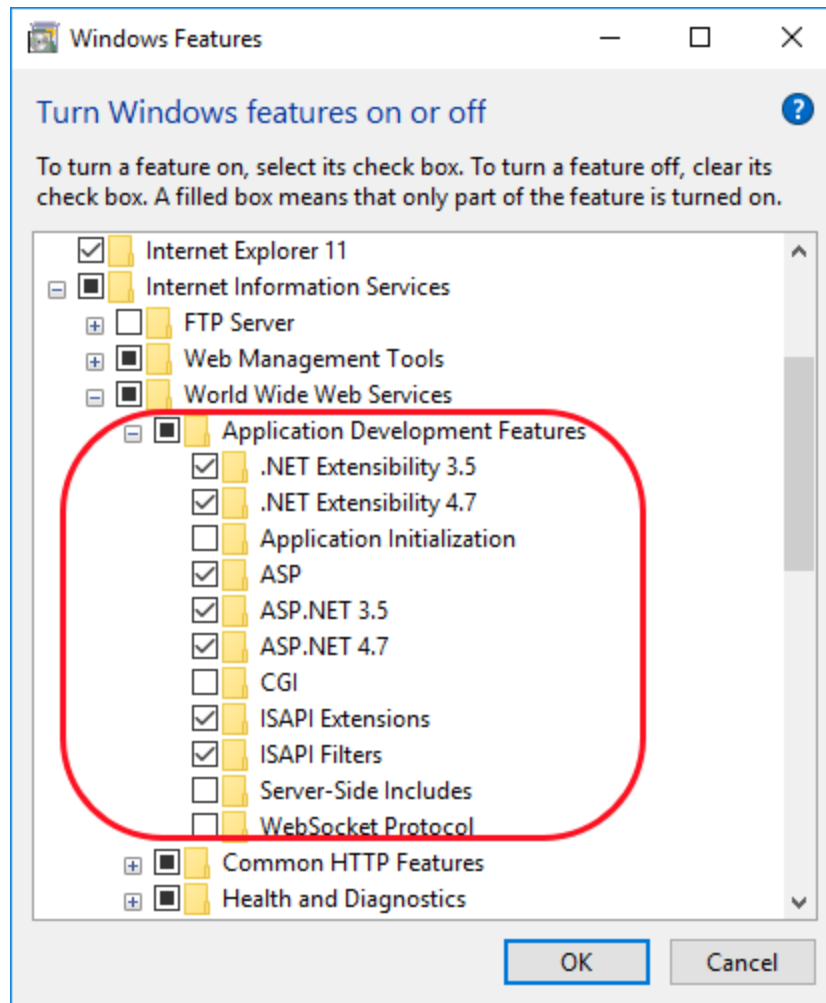 Windows Features
Turn Windows features on or off
To turn a feature on, select its check box. To turn a feature off, clear its
check box. A filled box means that only part of the feature is turned on.
Internet Explorer 11
Internet Information Services
FTP Server
Web Management Tools
World Wide Web Services
Application Development Features
.NET Extensibility 3.5
.NET Extensibility 4.7
Application Initialization
ASP
ASP.NET 3.5
ASP.NET 4.7
CGI
ISAPI Extensions
ISAPI Filters
Server-Side Includes
WebSocket Protocol
Common HTTP Features
Health and Diagnostics
OK Cancel